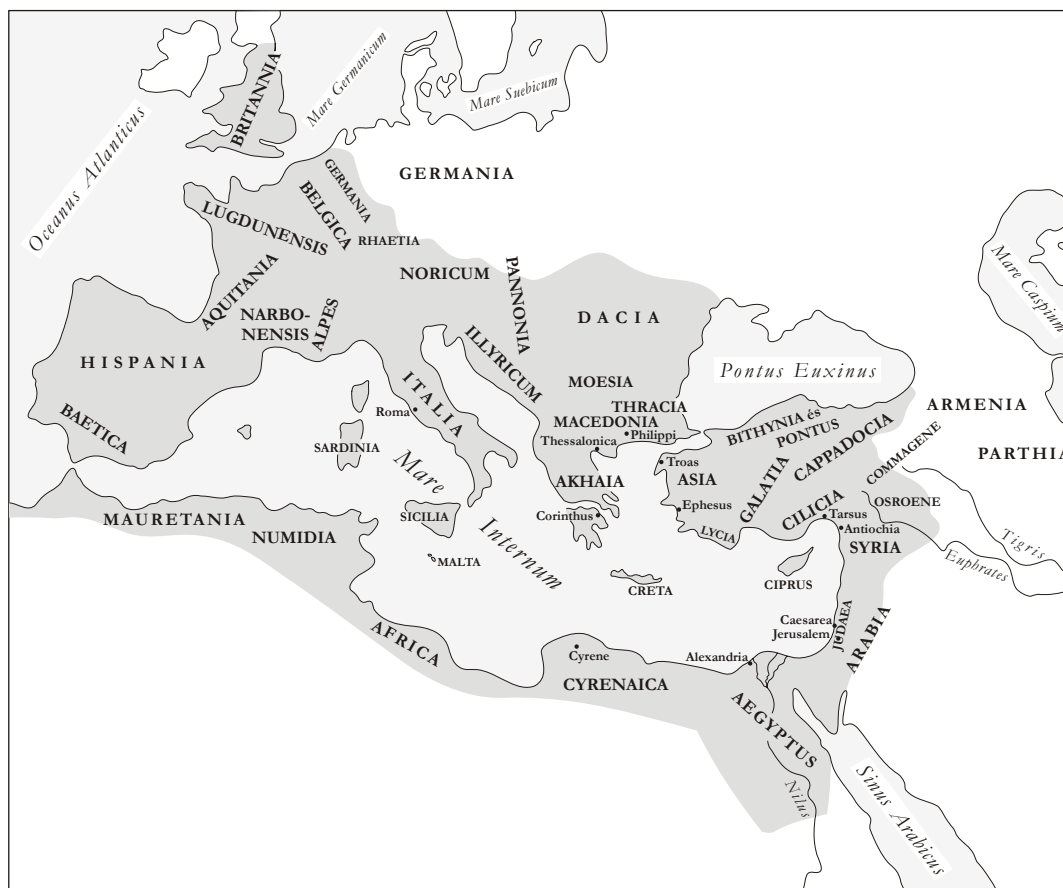 BRITANNIA
Mare Germanicum
Mare Suebicum
Oceanus Atlanticus
GERMANIA
GERMANIA
BELGICA
LUGDUNENSIS
RHAETIA
NORICUM
PANNONIA
AQUITANIA
NARBO-
NENSIS
ALPES
DACIA
Mare Caspium
HISPANIA
ILLYRICUM
Pontus Euxinus
MOESIA
BAETICA
ITALIA
Roma
THRACIA
MACEDONIA
Philippi
Thessalonica
BITHYNIA és
PONTUS
ARMENIA
SARDINIA
Mare
Internum
Troas
ASIA
GALATIA
CAPPADOCIA
COMMAGENE
PARTHIA
AKHAIA
Ephesus
OSROENE
MAURETANIA
NUMIDIA
SICILIA
Corinthus
LYCIA
CILICIA
Tarsus
Antiochia
SYRIA
Tigris
Euphrates
MALTA
CRETA
CIPRUS
Caesarea
Jerusalem
JUDAEA
ARABIA
AFRICA
Cyrene
Alexandria
CYRENAICA
AEGYPTUS
Nilus
Sinus Arabicus